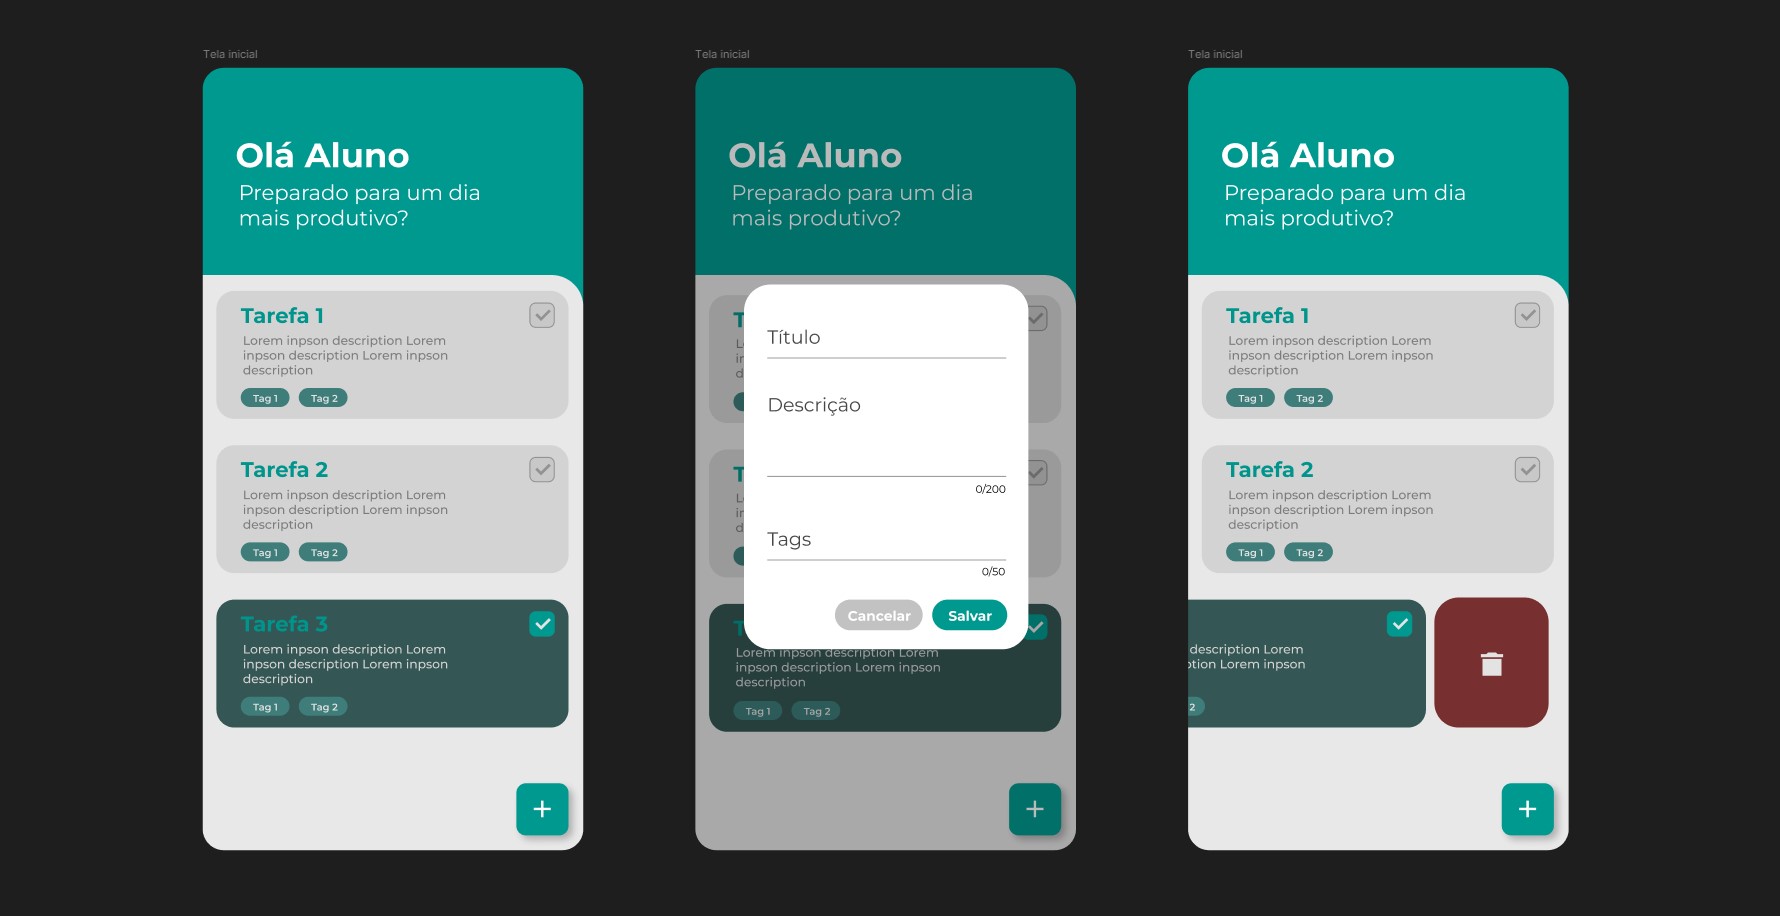 Tela inicial
Olá Aluno
Preparado para um dia
mais produtivo?
Tarefa 1
Lorem inpson description Lorem
inpson description Lorem inpson
description
Tag 1 Tag 2
Tarefa 2
Lorem inpson description Lorem
inpson description Lorem inpson
description
Tag 1 Tag 2
Tarefa 3
Lorem inpson description Lorem
inpson description Lorem inpson
description
Tag 1 Tag 2
Tela inicial
Olá Aluno
Preparado para um dia
mais produtivo?
Título
Descrição
0/200
Tags
0/50
Cancelar Salvar
Lorem inpson description Lorem
inpson description Lorem inpson
description
Tag 1 Tag 2
Tela inicial
Olá Aluno
Preparado para um dia
mais produtivo?
Tarefa 1
Lorem inpson description Lorem
inpson description Lorem inpson
description
Tag 1 Tag 2
Tarefa 2
Lorem inpson description Lorem
inpson description Lorem inpson
description
Tag 1 Tag 2
description Lorem
Lorem inpson
2